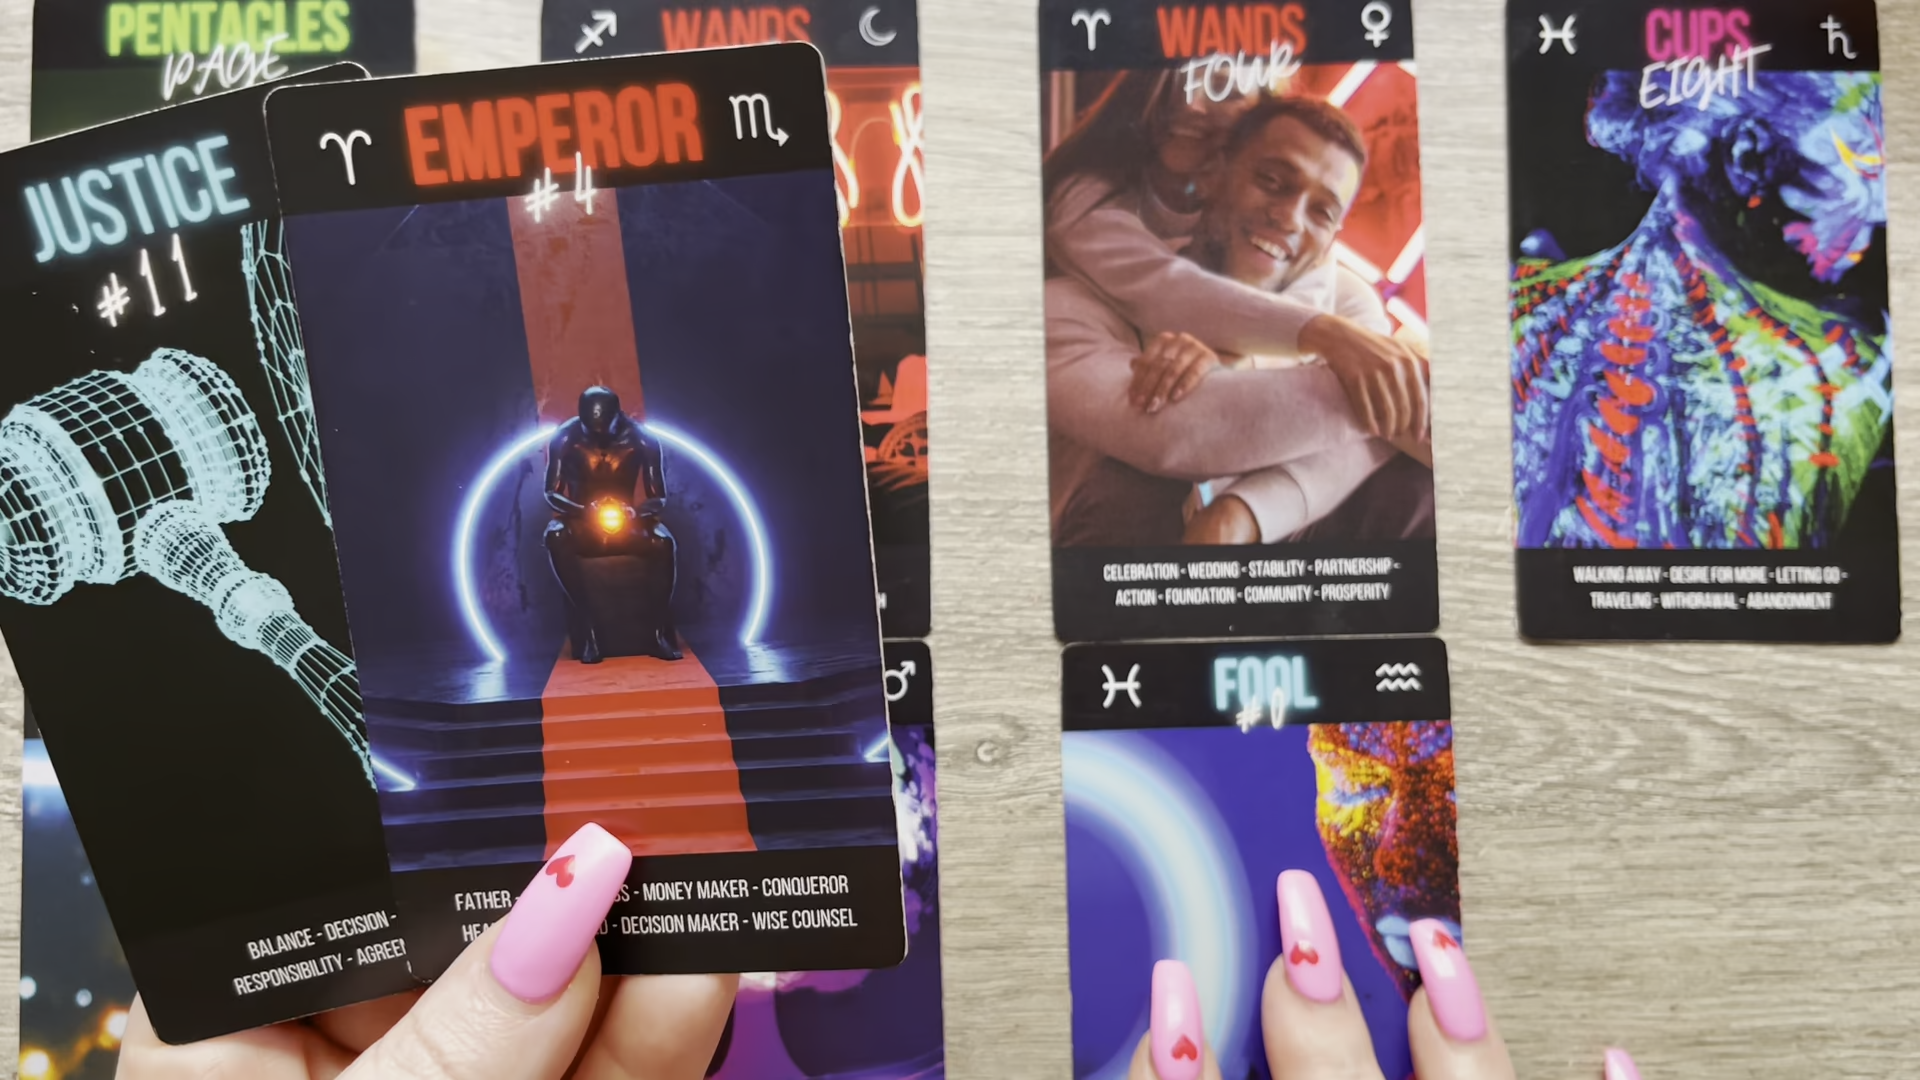 PENTACLES
PAGE
WANDS
WANDS
FOUR
CUPS
EIGHT
JUSTICE
#11
EMPEROR
#4
CELEBRATION - WEDDING - STABILITY - PARTNERSHIP -
ACTION - FOUNDATION - COMMUNITY - PROSPERITY
WALKING AWAY - DESIRE FOR MORE - LETTING GO -
TRAVELING - WITHDRAWAL - ABANDONMENT
FOOL
#0
BALANCE - DECISION -
RESPONSIBILITY -
FATHER - - MONEY MAKER - CONQUEROR
- DECISION MAKER - WISE COUNSEL